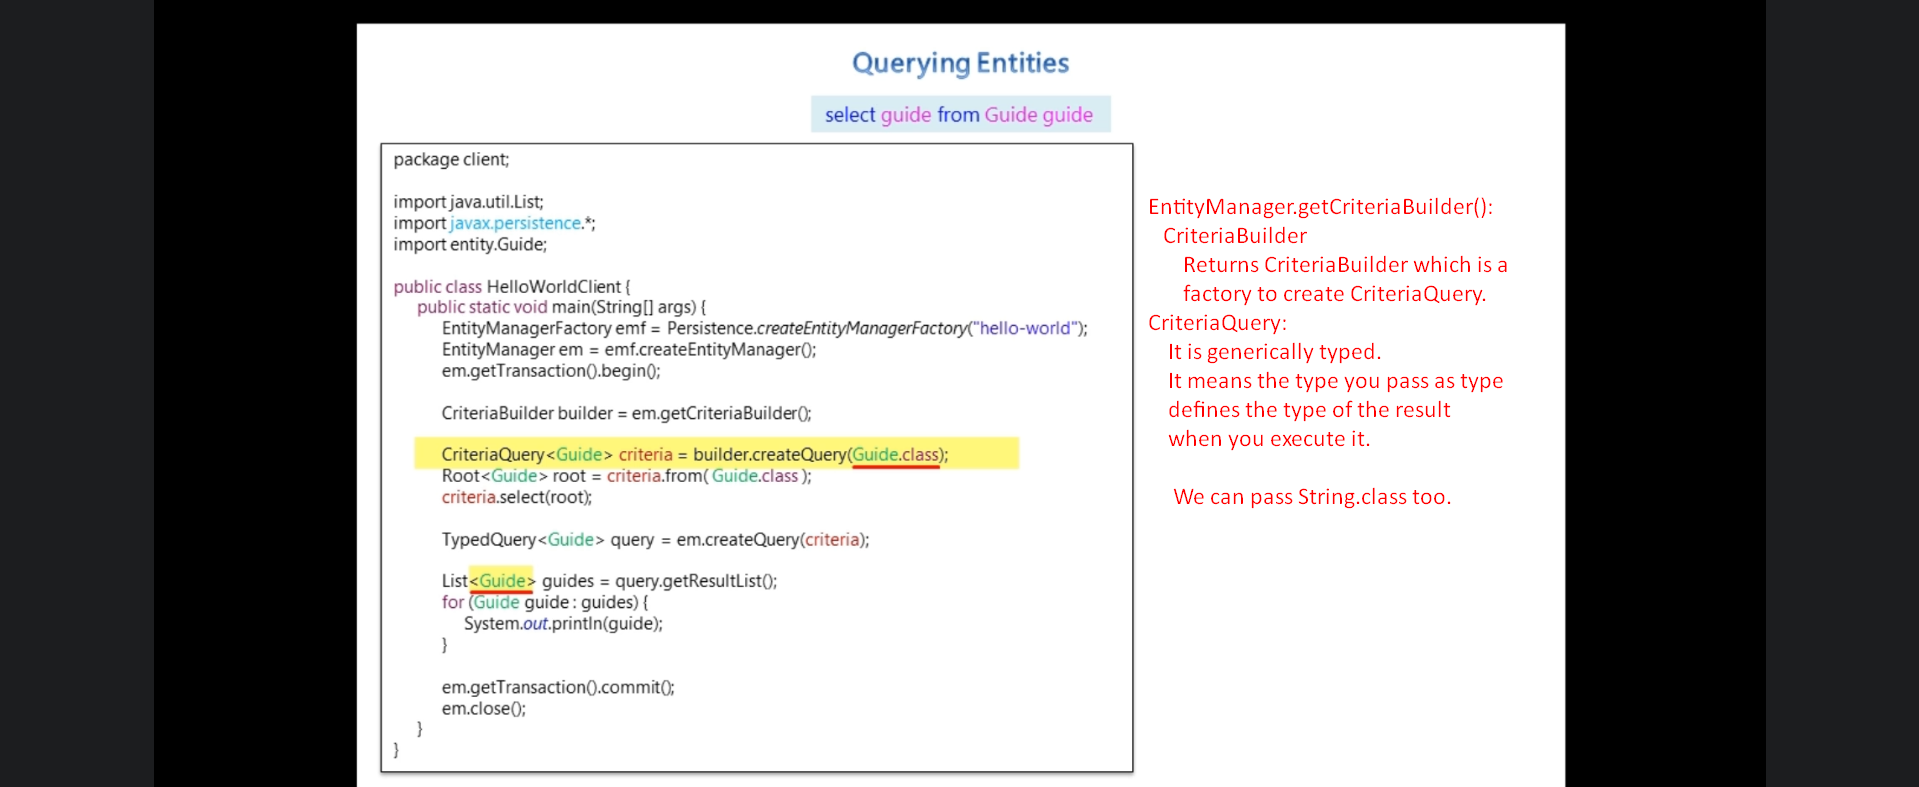 Querying Entities
select guide from Guide guide
package client;
import java.util.List;
import javax.persistence.*;
import entity.Guide;
public class HelloWorldClient {
public static void main(String[] args) {
EntityManagerFactory emf = Persistence.createEntityManagerFactory("hello-world");
EntityManager em = emf.createEntityManager();
em.getTransaction().begin();
CriteriaBuilder builder = em.getCriteriaBuilder();
CriteriaQuery<Guide> criteria = builder.createQuery(Guide.class);
Root<Guide> root = criteria.from( Guide.class );
criteria.select(root);
TypedQuery<Guide> query = em.createQuery(criteria);
List<Guide> guides = query.getResultList();
for (Guide guide : guides) {
System.out.println(guide);
}
em.getTransaction().commit();
em.close();
}
}
EntityManager.getCriteriaBuilder():
CriteriaBuilder
Returns CriteriaBuilder which is a
factory to create CriteriaQuery.
CriteriaQuery:
It is generically typed.
It means the type you pass as type
defines the type of the result
when you execute it.
We can pass String.class too.